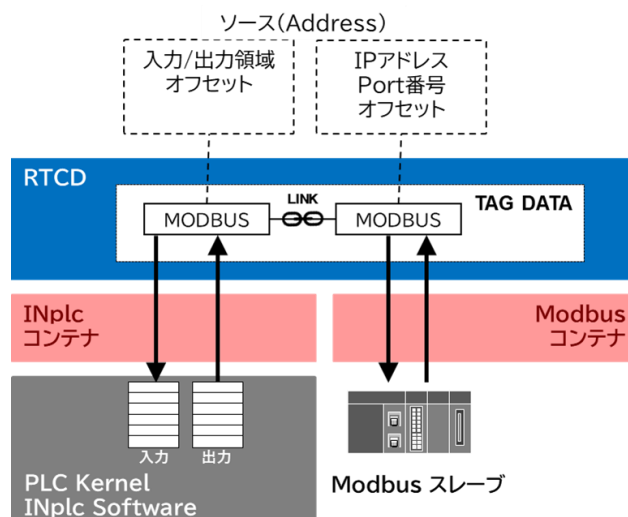 ソース(Address)
入力/出力領域
オフセット
IPアドレス
Port番号
オフセット
RTCD
LINK
TAG DATA
MODBUS
MODBUS
INplc
コンテナ
Modbus
コンテナ
入力
出力
PLC Kernel
INplc Software
Modbus スレーブ